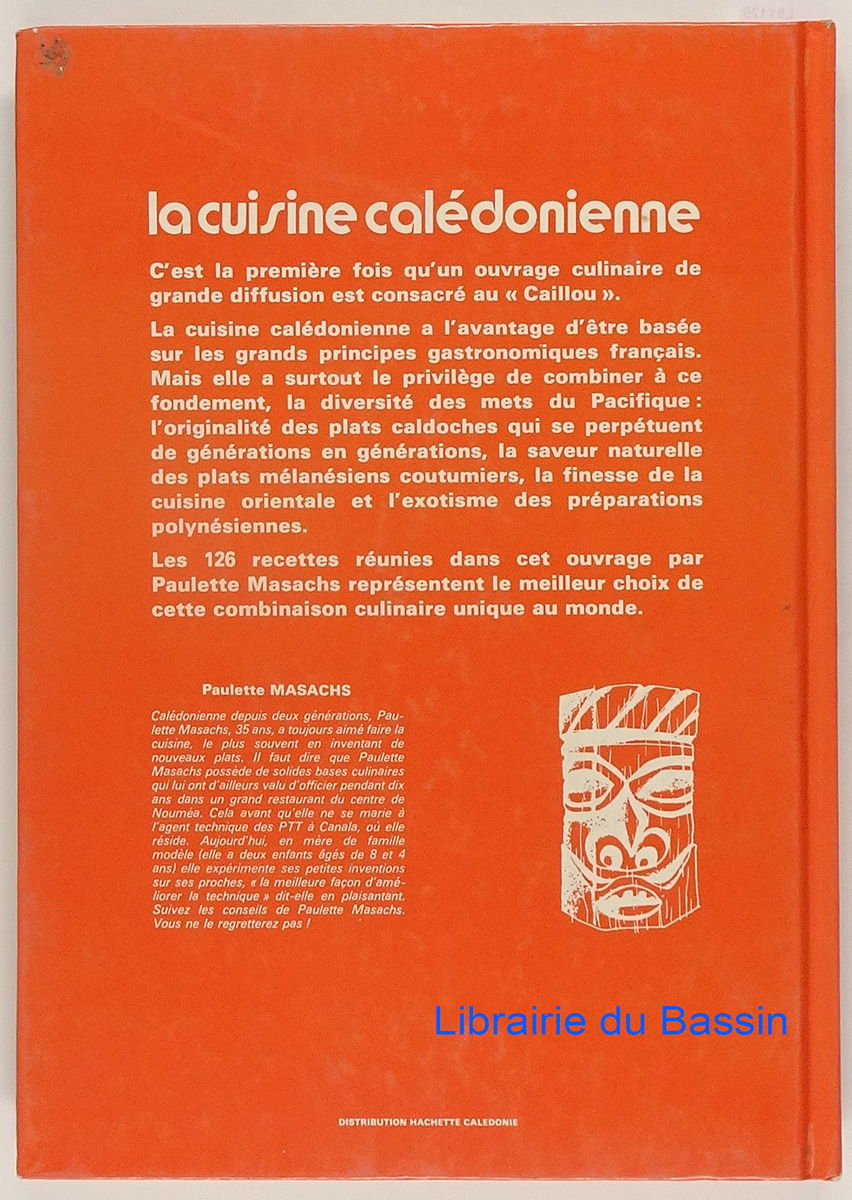 la cuisine calédonienne
C'est la première fois qu'un ouvrage culinaire de
grande diffusion est consacré au « Caillou ».
La cuisine calédonienne a l'avantage d'être basée
sur les grands principes gastronomiques français.
Mais elle a surtout le privilège de combiner à ce
fondement, la diversité des mets du Pacifique :
l'originalité des plats caldoches qui se perpétuent
de générations en générations, la saveur naturelle
des plats mélanésiens coutumiers, la finesse de la
cuisine orientale et l'exotisme des préparations
polynésiennes.
Les 126 recettes réunies dans cet ouvrage par
Paulette Masachs représentent le meilleur choix de
cette combinaison culinaire unique au monde.
Paulette MASACHS
Calédonienne depuis deux générations, Pau-
lette Masachs, 35 ans, a toujours aimé faire la
cuisine, le plus souvent en inventant de
nouveaux plats. Il faut dire que Paulette
Masachs possède de solides bases culinaires
qui lui ont d'ailleurs valu d'officier pendant dix
ans dans un grand restaurant du centre de
Nouméa. Cela avant qu'elle ne se marie à
l'agent technique des PTT à Canala, où elle
réside. Aujourd'hui, en mère de famille
modèle (elle a deux enfants âgés de 8 et 4
ans) elle expérimente ses petites inventions
sur ses proches, « la meilleure façon d'amé-
liorer la technique » dit-elle en plaisantant.
Suivez les conseils de Paulette Masachs.
Vous ne le regretterez pas !
Librairie du Bassin
DISTRIBUTION HACHETTE CALEDONIE